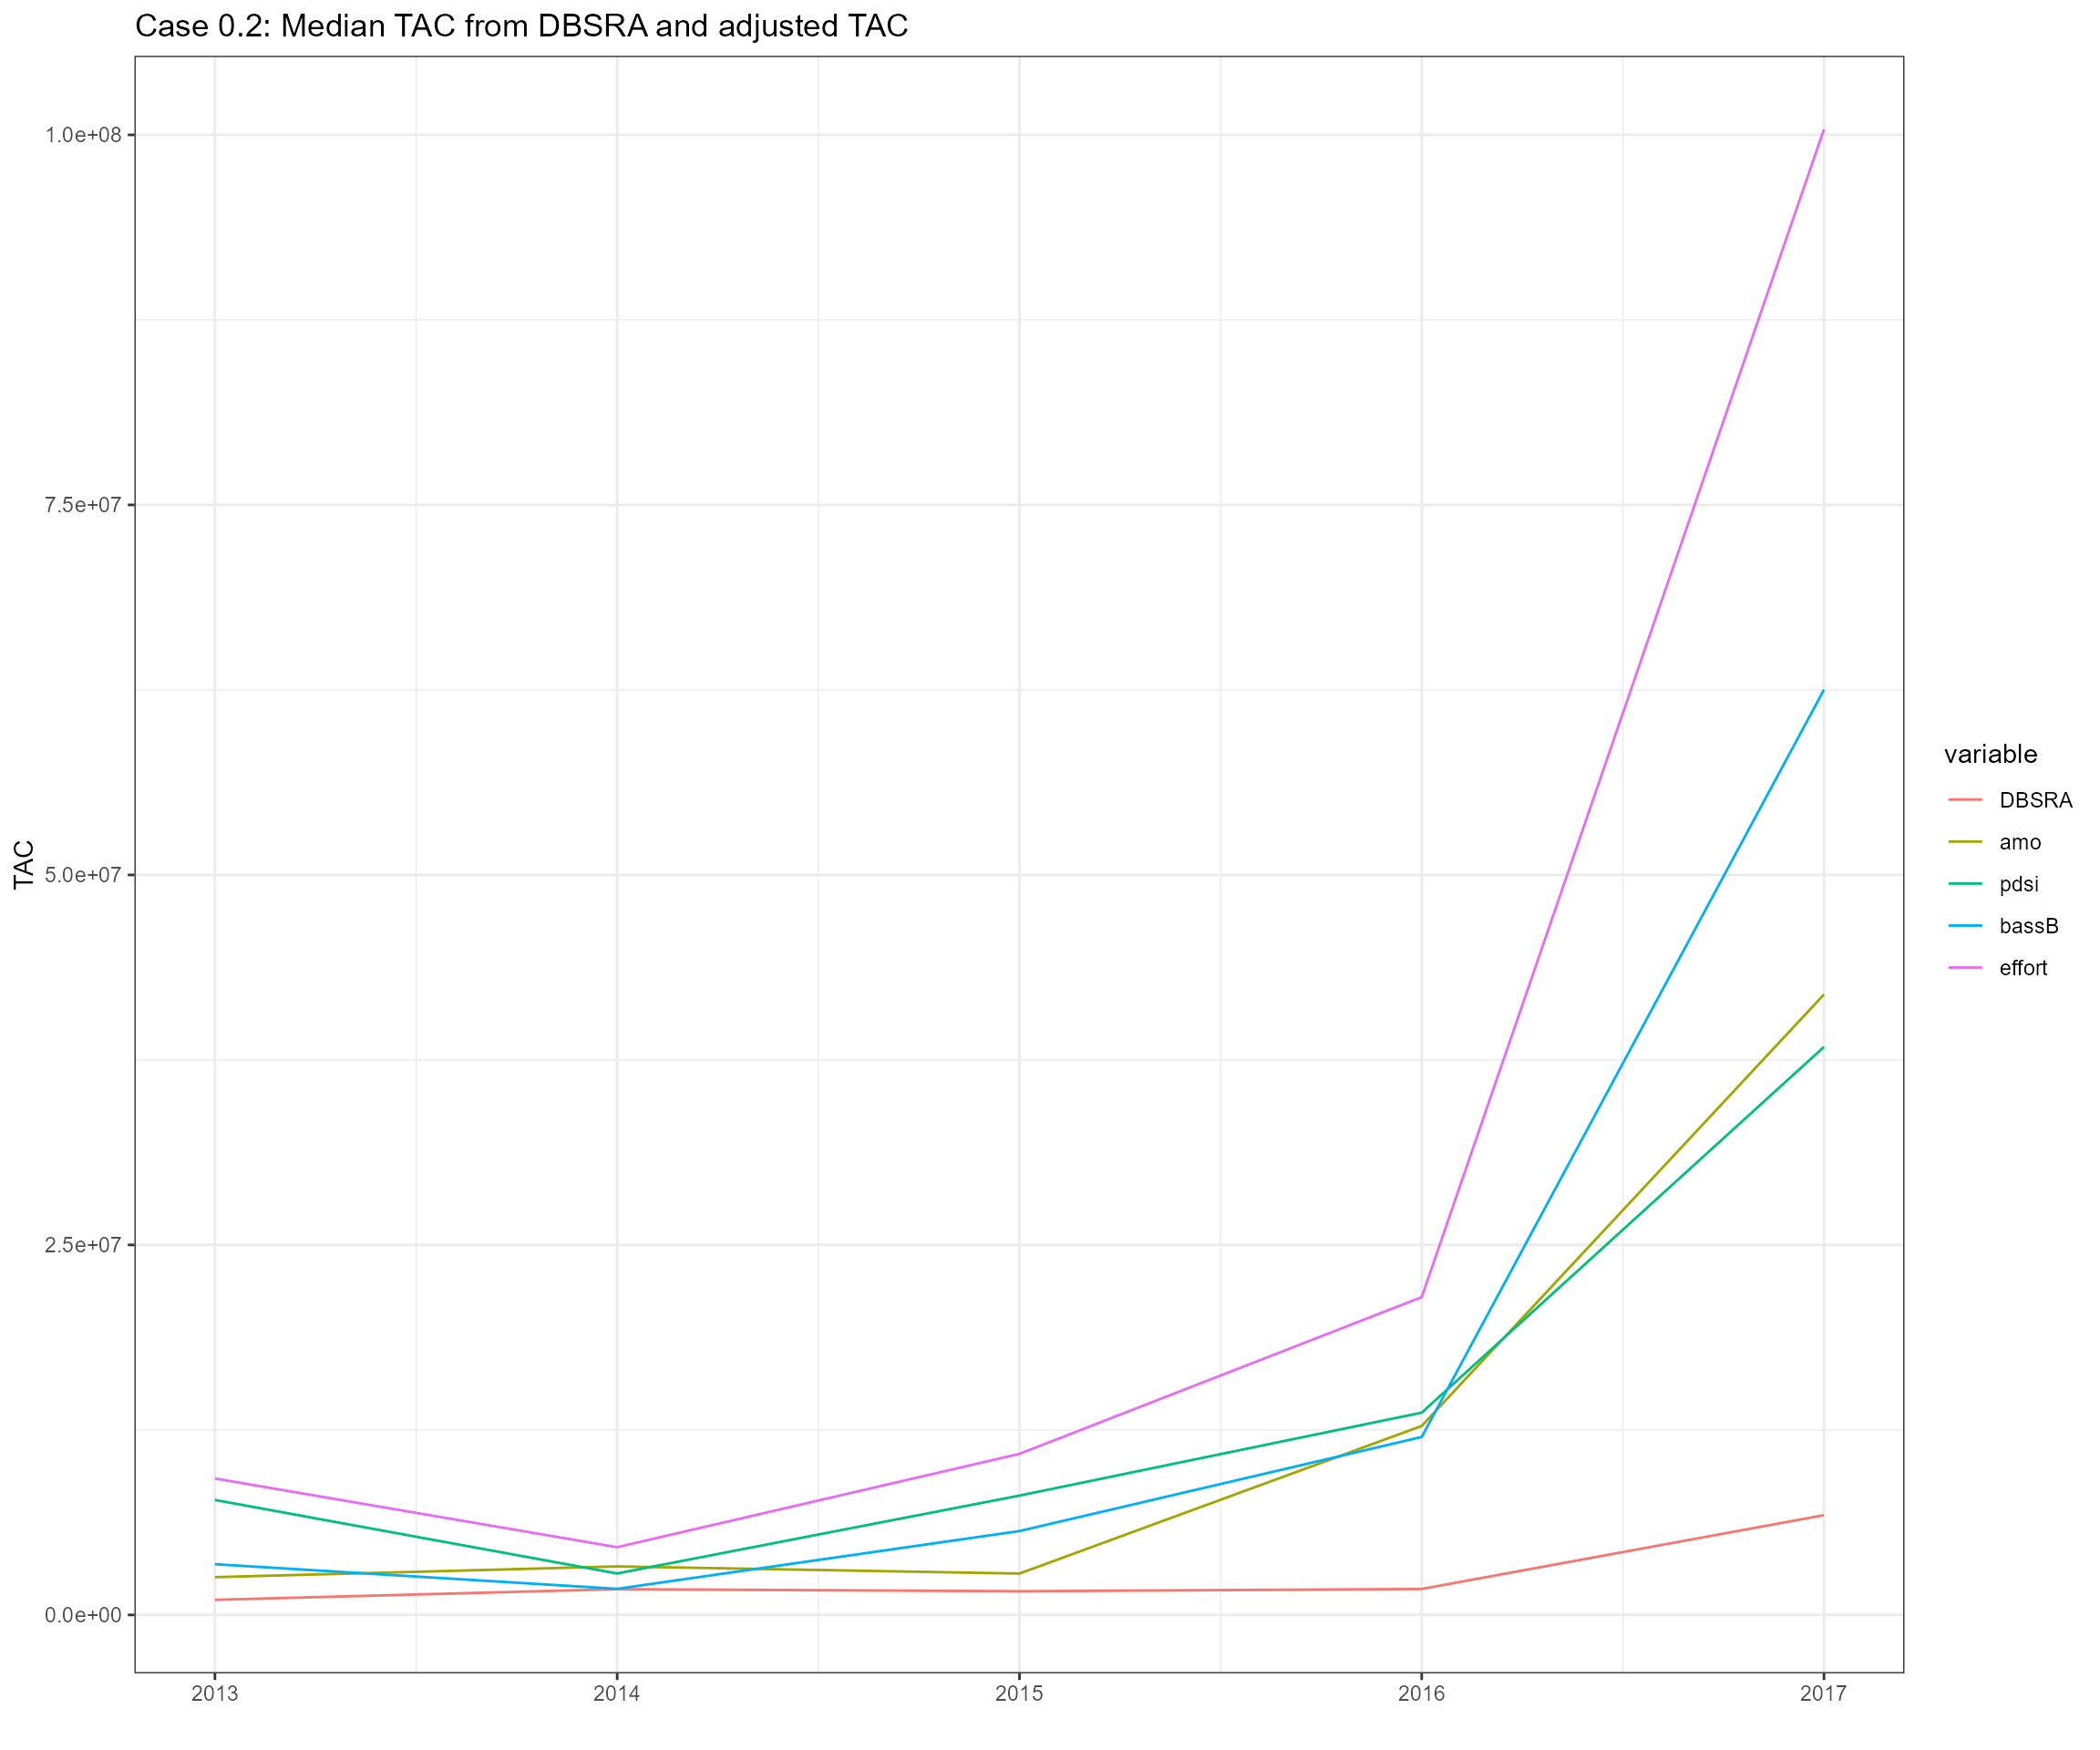 Case 0.2: Median TAC from DBSRA and adjusted TAC
TAC
1.0e+08
7.5e+07
5.0e+07
2.5e+07
0.0e+00
2013
2014
2015
2016
2017
variable
DBSRA
amo
pdsi
bassB
effort